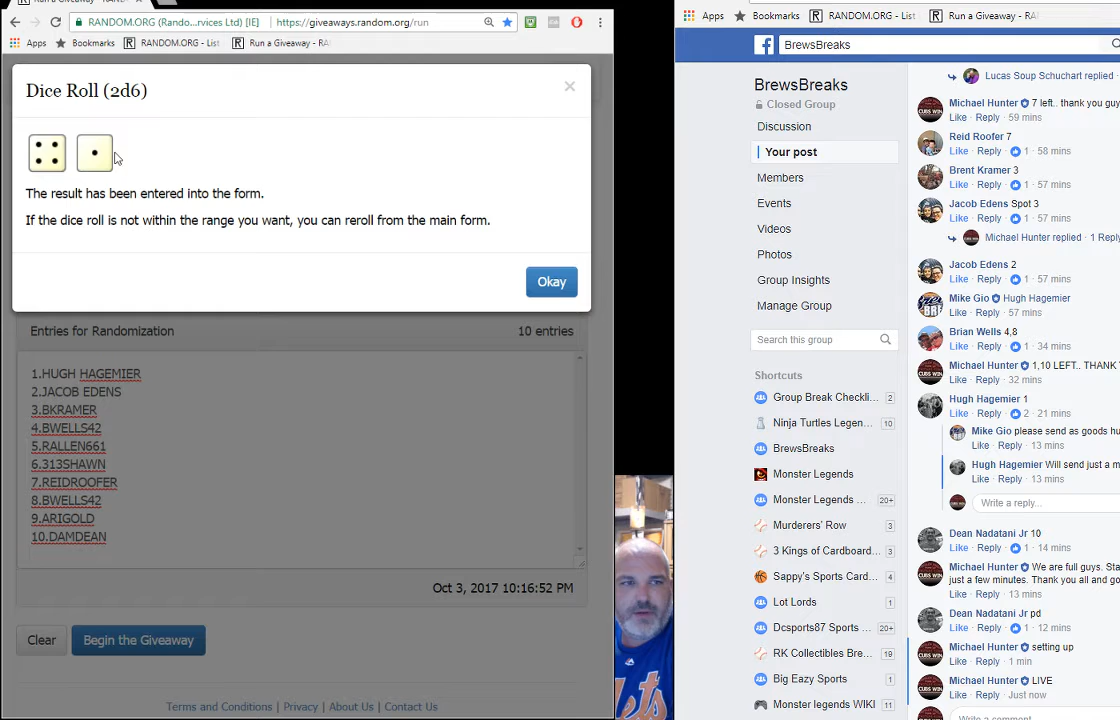 RANDOM.ORG (Rando...rvices Ltd) [IE]
https://giveaways.random.org/run
Apps
Bookmarks
RANDOM.ORG - List
Run a Giveaway - RA
Dice Roll (2d6)
×
The result has been entered into the form.
If the dice roll is not within the range you want, you can reroll from the main form.
Okay
Entries for Randomization
10 entries
1.HUGH HAGEMIER
2.JACOB EDENS
3.BKRAMER
4.BWELLS42
5.RALLEN661
6.313SHAWN
7.REIDROOFER
8.BWELLS42
9.ARIGOLD
10.DAMDEAN
Oct 3, 2017 10:16:52 PM
Clear
Begin the Giveaway
Terms and Conditions | Privacy | About Us | Contact Us
Mets
Apps
Bookmarks
RANDOM.ORG - List
Run a Giveaway - R
BrewsBreaks
BrewsBreaks
Closed Group
Discussion
Your post
Members
Events
Videos
Photos
Group Insights
Manage Group
Search this group
Shortcuts
Group Break Checkli... 2
Ninja Turtles Legen... 10
BrewsBreaks
Monster Legends
Monster Legends ... 20+
Murderers' Row 3
3 Kings of Cardboard... 3
Sappy's Sports Card... 4
Lot Lords 1
Dcsports87 Sports ... 20+
RK Collectibles Bre... 19
Big Eazy Sports 1
Monster legends WIKI 11
Lucas Soup Schuchart replied ·
Michael Hunter 7 left.. thank you guy
Like · Reply · 59 mins
Reid Roofer 7
Like · Reply · 1 · 58 mins
Brent Kramer 3
Like · Reply · 1 · 57 mins
Jacob Edens Spot 3
Like · Reply · 1 · 57 mins
Michael Hunter replied · 1 Reply
Jacob Edens 2
Like · Reply · 1 · 57 mins
Mike Gio Hugh Hagemier
Like · Reply · 57 mins
Brian Wells 4,8
Like · Reply · 1 · 34 mins
Michael Hunter 1,10 LEFT.. THANK
Like · Reply · 32 mins
Hugh Hagemier 1
Like · Reply · 2 · 21 mins
Mike Gio please send as goods hu
Like · Reply · 13 mins
Hugh Hagemier Will send just a m
Like · Reply · 13 mins
Write a reply...
Dean Nadatani Jr 10
Like · Reply · 1 · 14 mins
Michael Hunter We are full guys. Sta
just a few minutes. Thank you all and go
Like · Reply · 13 mins
Dean Nadatani Jr pd
Like · Reply · 1 · 12 mins
Michael Hunter setting up
Like · Reply · 1 min
Michael Hunter LIVE
Like · Reply · Just now
Write a comment...